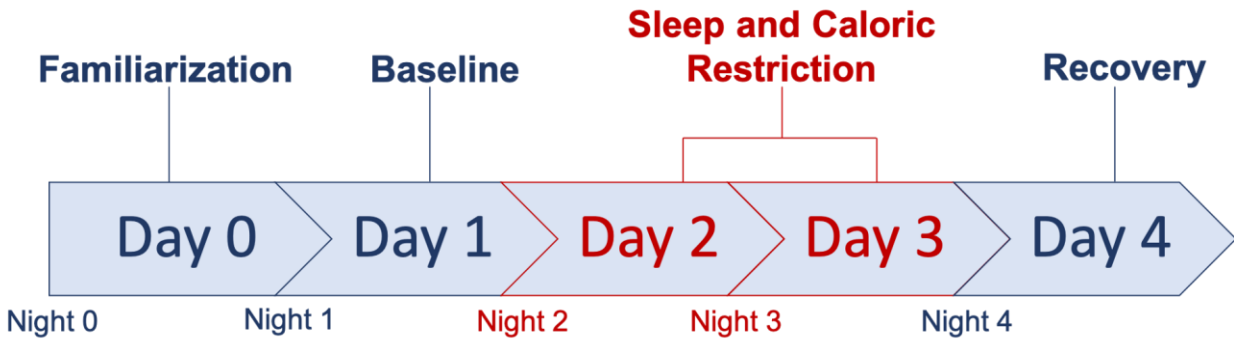 Sleep and Caloric
Familiarization Baseline Restriction Recovery
Day 0 Day 1 Day 2 Day 3 Day 4
Night 0 Night 1 Night 2 Night 3 Night 4